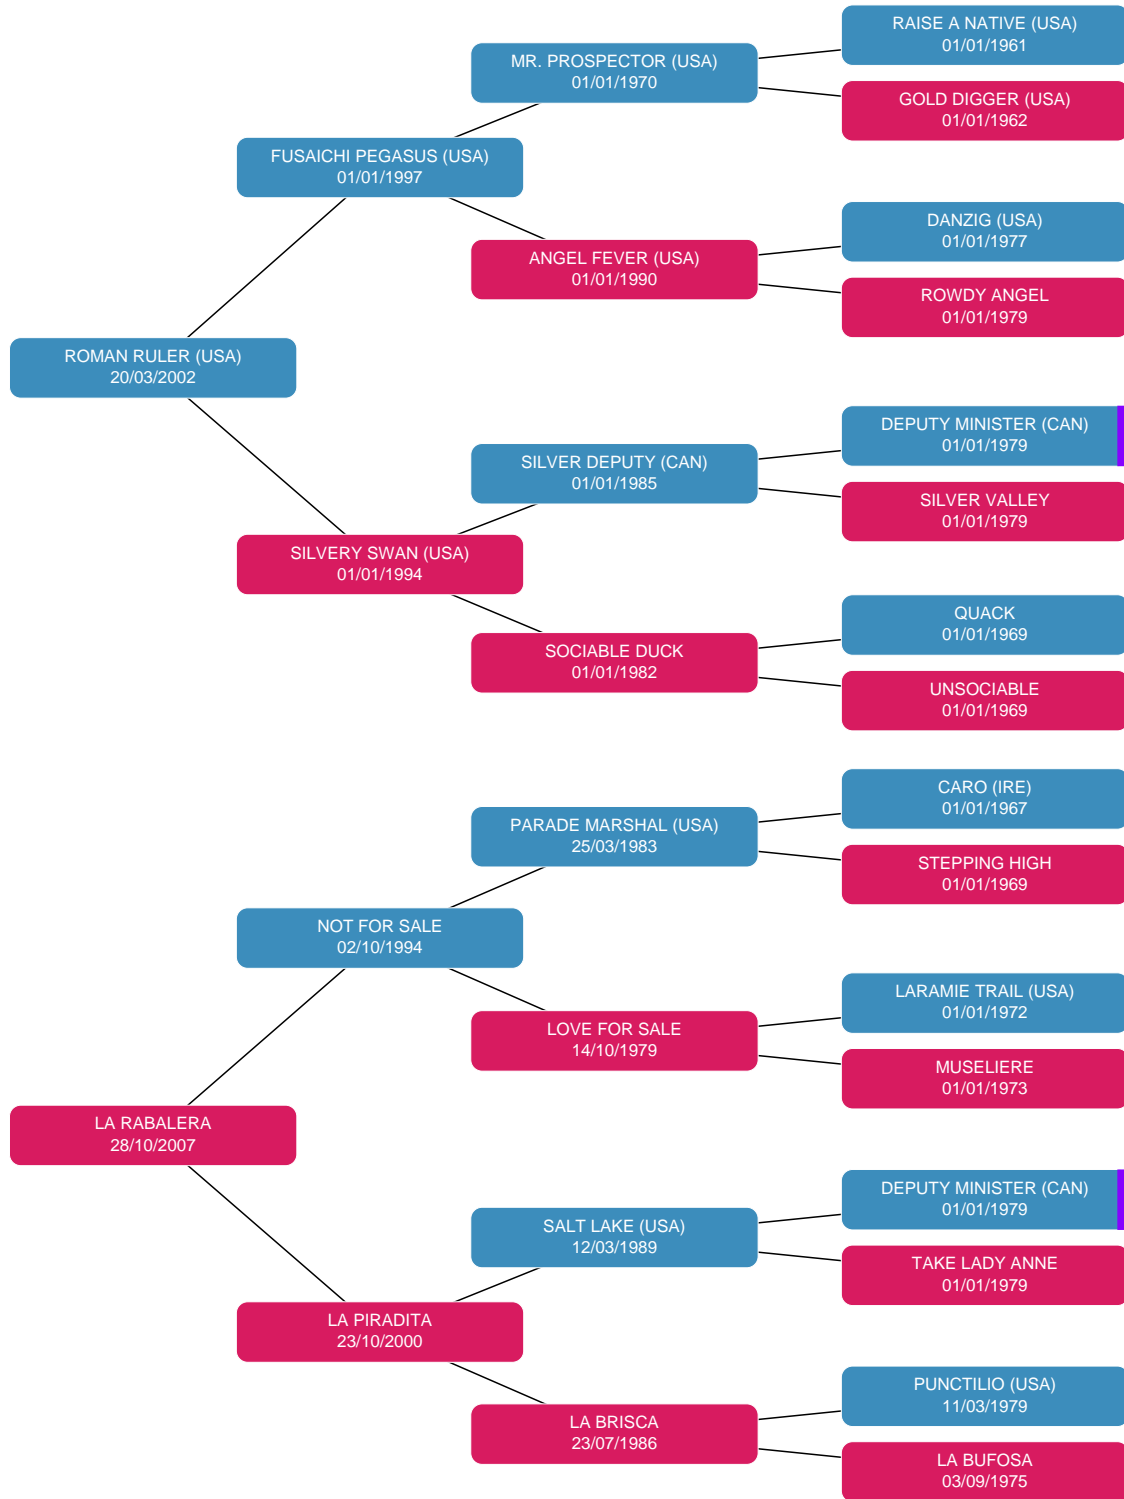 RAISE A NATIVE (USA)
01/01/1961
MR. PROSPECTOR (USA)
01/01/1970
GOLD DIGGER (USA)
01/01/1962
FUSAICHI PEGASUS (USA)
01/01/1997
DANZIG (USA)
01/01/1977
ANGEL FEVER (USA)
01/01/1990
ROWDY ANGEL
01/01/1979
ROMAN RULER (USA)
20/03/2002
DEPUTY MINISTER (CAN)
01/01/1979
SILVER DEPUTY (CAN)
01/01/1985
SILVER VALLEY
01/01/1979
SILVERY SWAN (USA)
01/01/1994
QUACK
01/01/1969
SOCIABLE DUCK
01/01/1982
UNSOCIABLE
01/01/1969
CARO (IRE)
01/01/1967
PARADE MARSHAL (USA)
25/03/1983
STEPPING HIGH
01/01/1969
NOT FOR SALE
02/10/1994
LARAMIE TRAIL (USA)
01/01/1972
LOVE FOR SALE
14/10/1979
MUSELIERE
01/01/1973
LA RABALERA
28/10/2007
DEPUTY MINISTER (CAN)
01/01/1979
SALT LAKE (USA)
12/03/1989
TAKE LADY ANNE
01/01/1979
LA PIRADITA
23/10/2000
PUNCTILIO (USA)
11/03/1979
LA BRISCA
23/07/1986
LA BUFOSA
03/09/1975